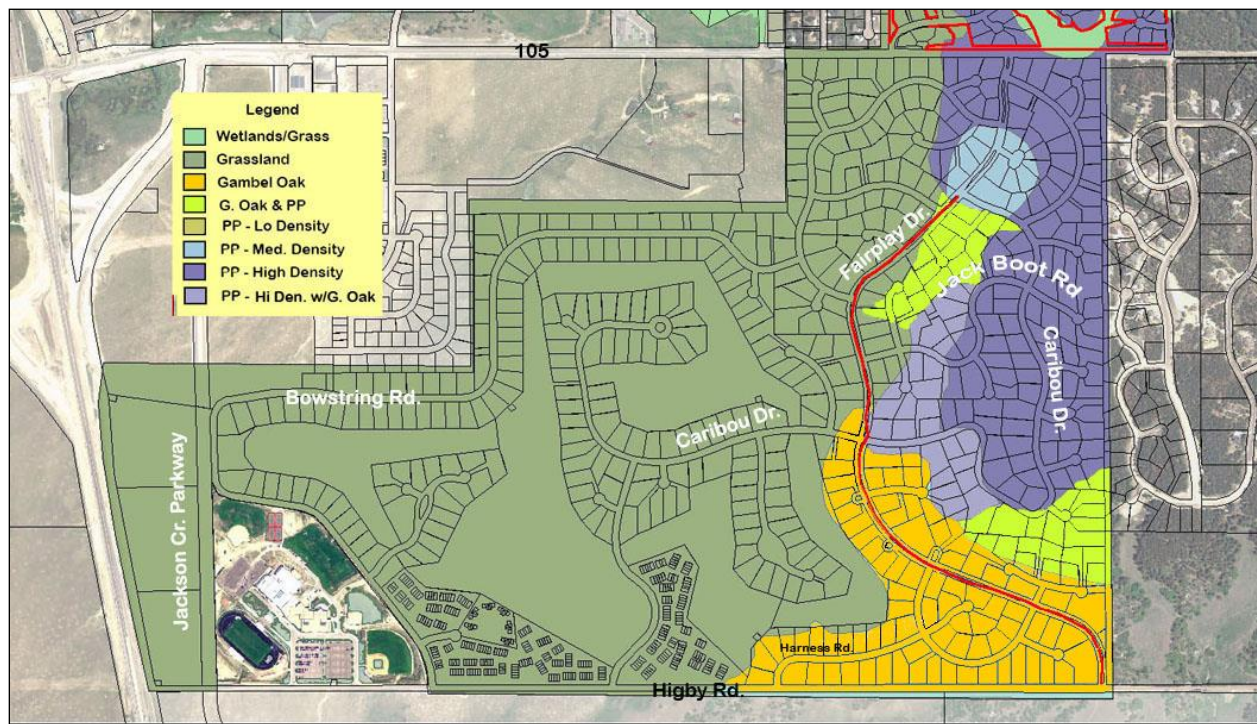 105
Legend
Wetlands/Grass
Grassland
Gambel Oak
G. Oak & PP
PP - Lo Density
PP - Med. Density
PP - High Density
PP - Hi Den. w/G. Oak
Fairplay Dr.
Jack Boot Rd
Caribou Dr.
Bowstring Rd.
Caribou Dr.
Jackson Cr. Parkway
Harness Rd.
Higby Rd.